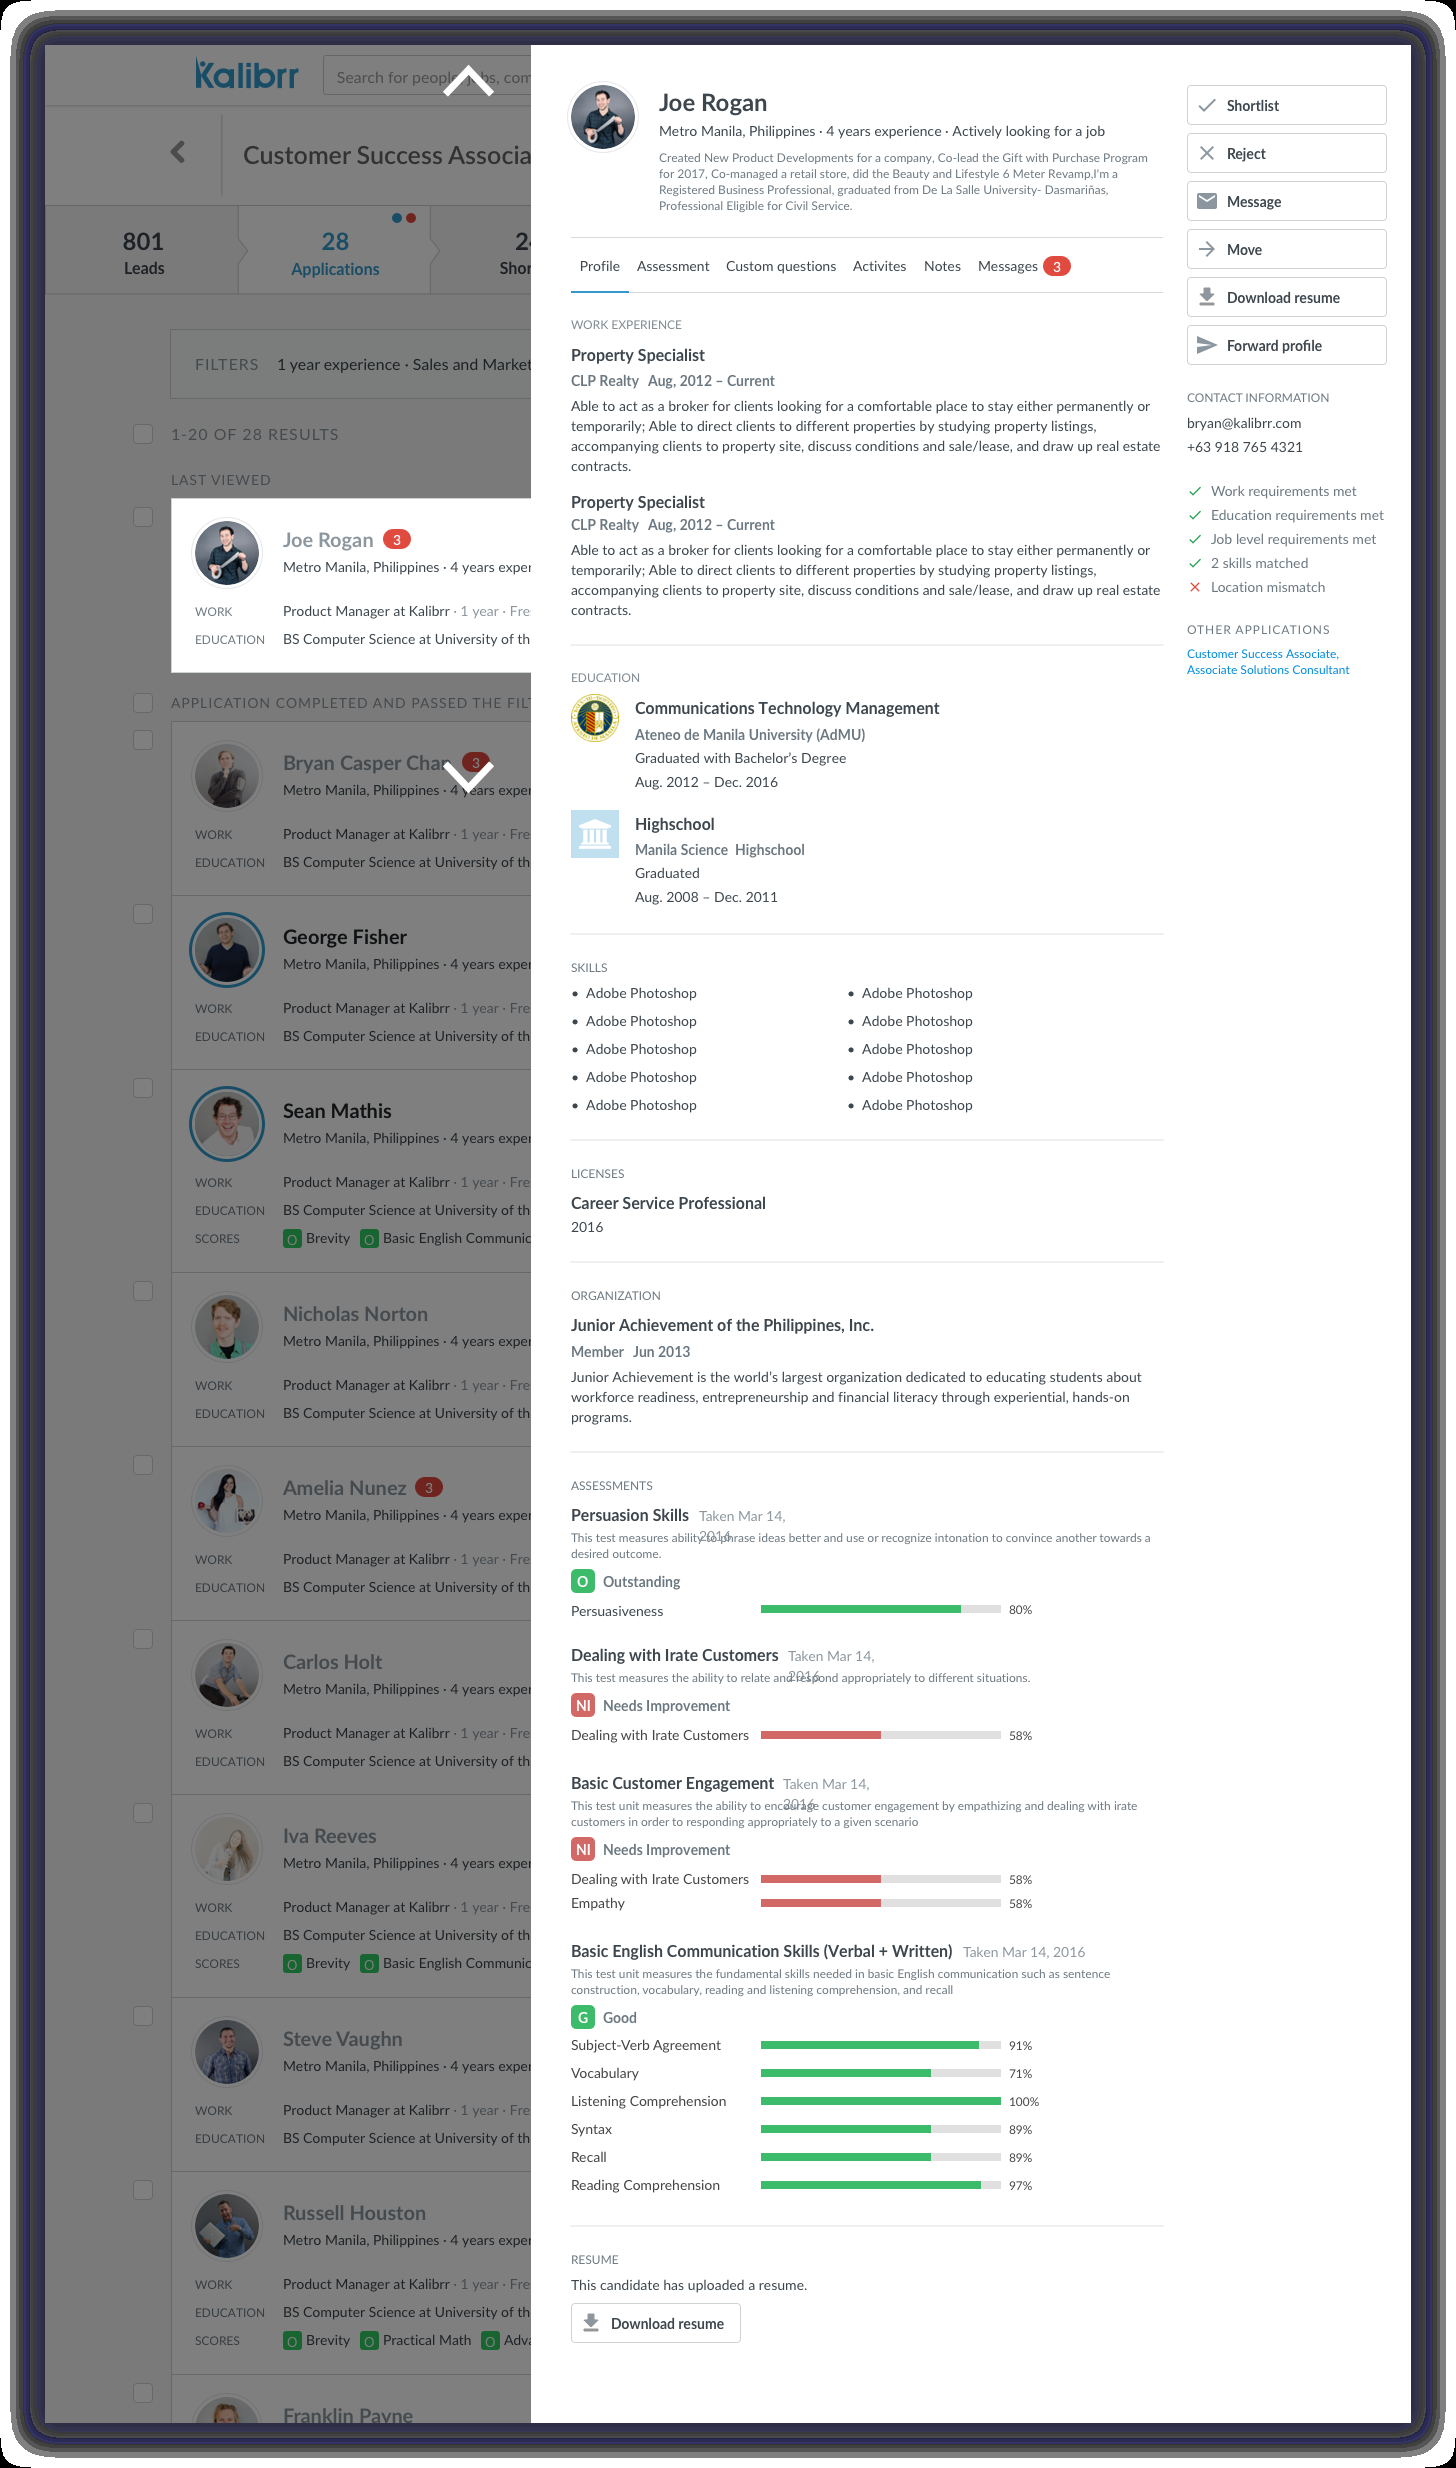 Kalibrr
Search for people, jobs, com
Customer Success Associa
801
Leads
28
Applications
2
Shor
FILTERS 1 year experience · Sales and Market
1-20 OF 28 RESULTS
LAST VIEWED
Joe Rogan 3
Metro Manila, Philippines · 4 years exper
WORK Product Manager at Kalibrr · 1 year · Fre
EDUCATION BS Computer Science at University of th
APPLICATION COMPLETED AND PASSED THE FILT
Bryan Casper Chan 3
Metro Manila, Philippines · 4 years exper
WORK Product Manager at Kalibrr · 1 year · Fre
EDUCATION BS Computer Science at University of th
George Fisher
Metro Manila, Philippines · 4 years exper
WORK Product Manager at Kalibrr · 1 year · Fre
EDUCATION BS Computer Science at University of th
Sean Mathis
Metro Manila, Philippines · 4 years exper
WORK Product Manager at Kalibrr · 1 year · Fre
EDUCATION BS Computer Science at University of th
SCORES O Brevity O Basic English Communic
Nicholas Norton
Metro Manila, Philippines · 4 years exper
WORK Product Manager at Kalibrr · 1 year · Fre
EDUCATION BS Computer Science at University of th
Amelia Nunez 3
Metro Manila, Philippines · 4 years exper
WORK Product Manager at Kalibrr · 1 year · Fre
EDUCATION BS Computer Science at University of th
Carlos Holt
Metro Manila, Philippines · 4 years exper
WORK Product Manager at Kalibrr · 1 year · Fre
EDUCATION BS Computer Science at University of th
Iva Reeves
Metro Manila, Philippines · 4 years exper
WORK Product Manager at Kalibrr · 1 year · Fre
EDUCATION BS Computer Science at University of th
SCORES O Brevity O Basic English Communic
Steve Vaughn
Metro Manila, Philippines · 4 years exper
WORK Product Manager at Kalibrr · 1 year · Fre
EDUCATION BS Computer Science at University of th
Russell Houston
Metro Manila, Philippines · 4 years exper
WORK Product Manager at Kalibrr · 1 year · Fre
EDUCATION BS Computer Science at University of th
SCORES O Brevity O Practical Math O Adva
Franklin Payne
Joe Rogan
Metro Manila, Philippines · 4 years experience · Actively looking for a job
Created New Product Developments for a company, Co-lead the Gift with Purchase Program
for 2017, Co-managed a retail store, did the Beauty and Lifestyle 6 Meter Revamp,I'm a
Registered Business Professional, graduated from De La Salle University- Dasmariñas,
Professional Eligible for Civil Service.
Profile Assessment Custom questions Activites Notes Messages 3
WORK EXPERIENCE
Property Specialist
CLP Realty Aug, 2012 – Current
Able to act as a broker for clients looking for a comfortable place to stay either permanently or
temporarily; Able to direct clients to different properties by studying property listings,
accompanying clients to property site, discuss conditions and sale/lease, and draw up real estate
contracts.
Property Specialist
CLP Realty Aug, 2012 – Current
Able to act as a broker for clients looking for a comfortable place to stay either permanently or
temporarily; Able to direct clients to different properties by studying property listings,
accompanying clients to property site, discuss conditions and sale/lease, and draw up real estate
contracts.
EDUCATION
Communications Technology Management
Ateneo de Manila University (AdMU)
Graduated with Bachelor’s Degree
Aug. 2012 – Dec. 2016
Highschool
Manila Science Highschool
Graduated
Aug. 2008 – Dec. 2011
SKILLS
• Adobe Photoshop • Adobe Photoshop
• Adobe Photoshop • Adobe Photoshop
• Adobe Photoshop • Adobe Photoshop
• Adobe Photoshop • Adobe Photoshop
• Adobe Photoshop • Adobe Photoshop
LICENSES
Career Service Professional
2016
ORGANIZATION
Junior Achievement of the Philippines, Inc.
Member Jun 2013
Junior Achievement is the world’s largest organization dedicated to educating students about
workforce readiness, entrepreneurship and financial literacy through experiential, hands-on
programs.
ASSESSMENTS
Persuasion Skills Taken Mar 14,
2016
This test measures ability to phrase ideas better and use or recognize intonation to convince another towards a
desired outcome.
O Outstanding
Persuasiveness 80%
Dealing with Irate Customers Taken Mar 14,
2016
This test measures the ability to relate and respond appropriately to different situations.
NI Needs Improvement
Dealing with Irate Customers 58%
Basic Customer Engagement Taken Mar 14,
2016
This test unit measures the ability to encourage customer engagement by empathizing and dealing with irate
customers in order to responding appropriately to a given scenario
NI Needs Improvement
Dealing with Irate Customers 58%
Empathy 58%
Basic English Communication Skills (Verbal + Written) Taken Mar 14, 2016
This test unit measures the fundamental skills needed in basic English communication such as sentence
construction, vocabulary, reading and listening comprehension, and recall
G Good
Subject-Verb Agreement 91%
Vocabulary 71%
Listening Comprehension 100%
Syntax 89%
Recall 89%
Reading Comprehension 97%
RESUME
This candidate has uploaded a resume.
Download resume
Shortlist
Reject
Message
Move
Download resume
Forward profile
CONTACT INFORMATION
bryan@kalibrr.com
+63 918 765 4321
Work requirements met
Education requirements met
Job level requirements met
2 skills matched
Location mismatch
OTHER APPLICATIONS
Customer Success Associate,
Associate Solutions Consultant